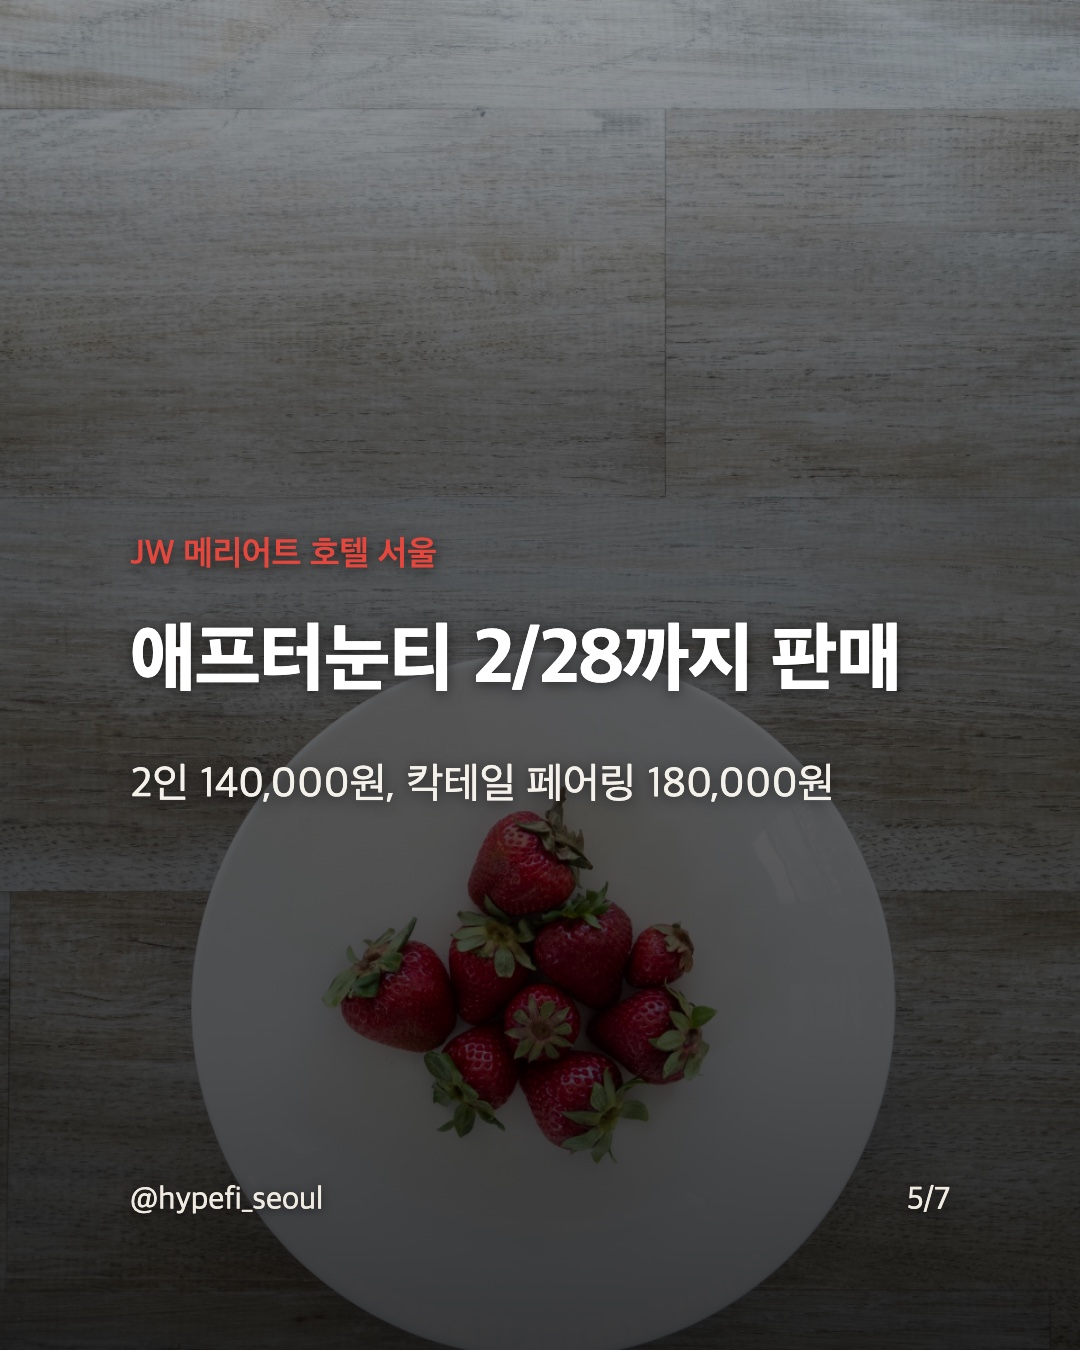 JW 메리어트 호텔 서울
애프터눈티 2/28까지 판매
2인 140,000원, 칵테일 페어링 180,000원
@hypefi_seoul
5/7